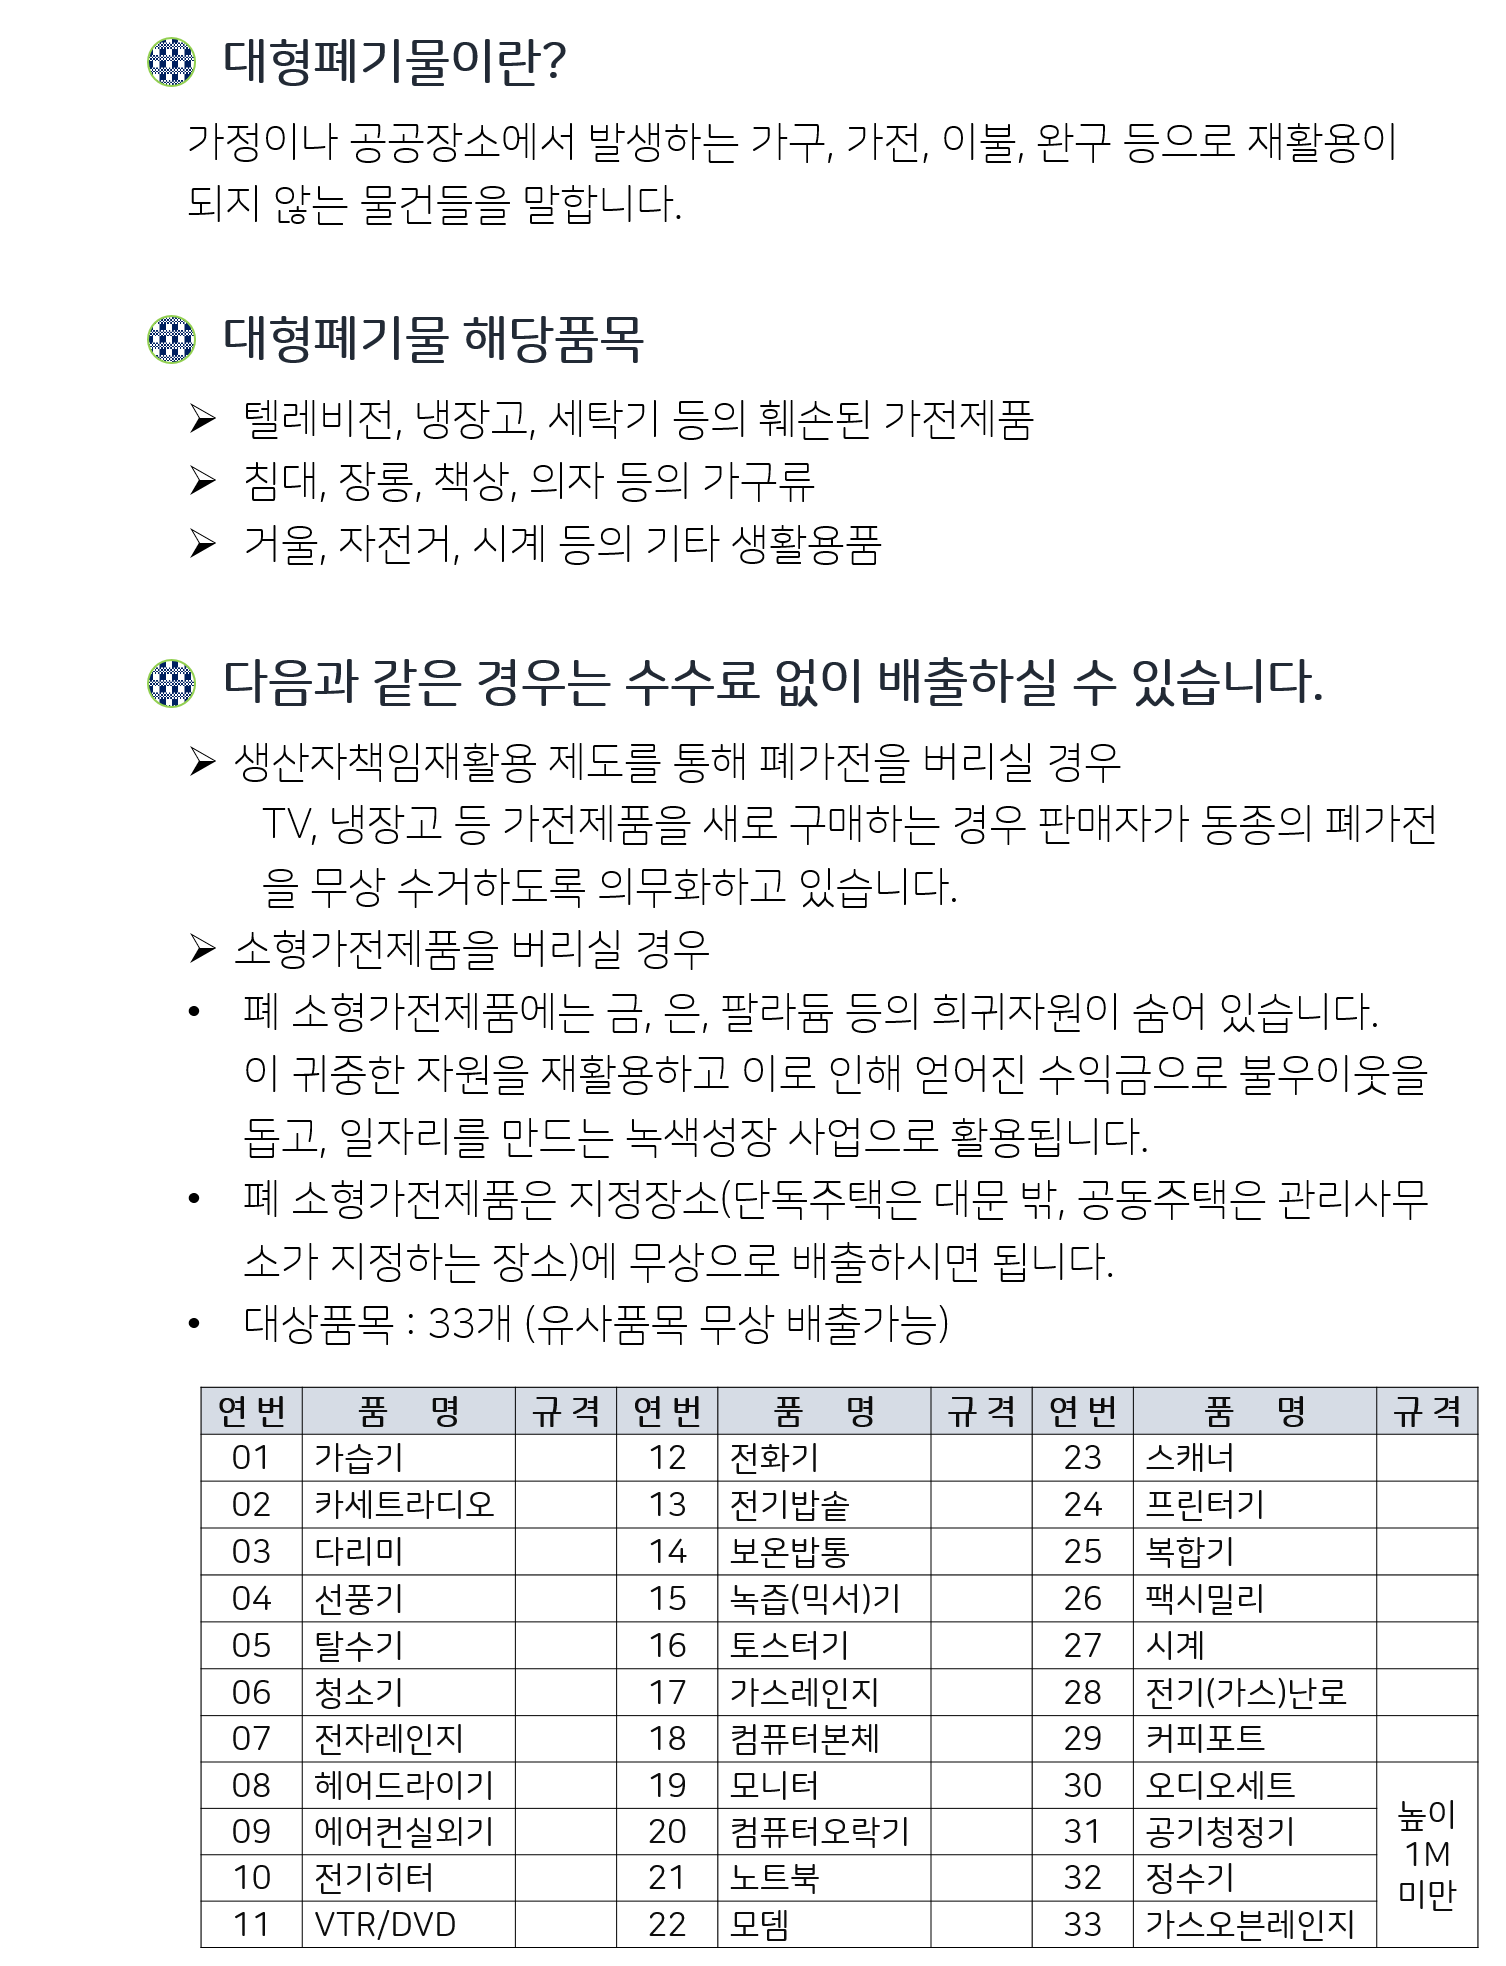 대형폐기물이란?
가정이나 공공장소에서 발생하는 가구, 가전, 이불, 완구 등으로 재활용이
되지 않는 물건들을 말합니다.
대형폐기물 해당품목
➢ 텔레비전, 냉장고, 세탁기 등의 훼손된 가전제품
➢ 침대, 장롱, 책상, 의자 등의 가구류
➢ 거울, 자전거, 시계 등의 기타 생활용품
다음과 같은 경우는 수수료 없이 배출하실 수 있습니다.
➢ 생산자책임재활용 제도를 통해 폐가전을 버리실 경우
TV, 냉장고 등 가전제품을 새로 구매하는 경우 판매자가 동종의 폐가전
을 무상 수거하도록 의무화하고 있습니다.
➢ 소형가전제품을 버리실 경우
• 폐 소형가전제품에는 금, 은, 팔라듐 등의 희귀자원이 숨어 있습니다.
이 귀중한 자원을 재활용하고 이로 인해 얻어진 수익금으로 불우이웃을
돕고, 일자리를 만드는 녹색성장 사업으로 활용됩니다.
• 폐 소형가전제품은 지정장소(단독주택은 대문 밖, 공동주택은 관리사무
소가 지정하는 장소)에 무상으로 배출하시면 됩니다.
• 대상품목 : 33개 (유사품목 무상 배출가능)
연번 품 명 규격 연번 품 명 규격 연번 품 명 규격
01 가습기 12 전화기 23 스캐너
02 카세트라디오 13 전기밥솥 24 프린터기
03 다리미 14 보온밥통 25 복합기
04 선풍기 15 녹즙(믹서)기 26 팩시밀리
05 탈수기 16 토스터기 27 시계
06 청소기 17 가스레인지 28 전기(가스)난로
07 전자레인지 18 컴퓨터본체 29 커피포트
08 헤어드라이기 19 모니터 30 오디오세트
09 에어컨실외기 20 컴퓨터오락기 31 공기청정기
10 전기히터 21 노트북 32 정수기
11 VTR/DVD 22 모뎀 33 가스오븐레인지
높이
1M
미만